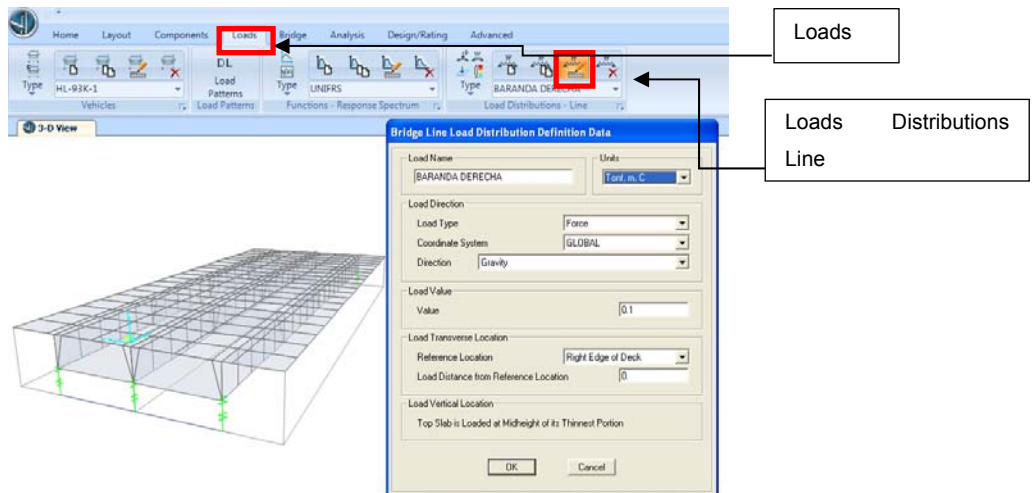 Home Layout Components Loads Bridge Analysis Design/Rating Advanced
Loads
Type
DL
Load
Patterns
Type
Type
HL-93K-1
UNIFRS
BARANDA DERECHA
Vehicles
Load Patterns
Functions - Response Spectrum
Load Distributions - Line
Loads Distributions
Line
3-D View
Bridge Line Load Distribution Definition Data
Load Name
Units
BARANDA DERECHA
Tonf, m, C
Load Direction
Load Type Force
Coordinate System GLOBAL
Direction Gravity
Load Value
Value 0.1
Load Transverse Location
Reference Location Right Edge of Deck
Load Distance from Reference Location 0.
Load Vertical Location
Top Slab is Loaded at Midheight of its Thinnest Portion
OK Cancel